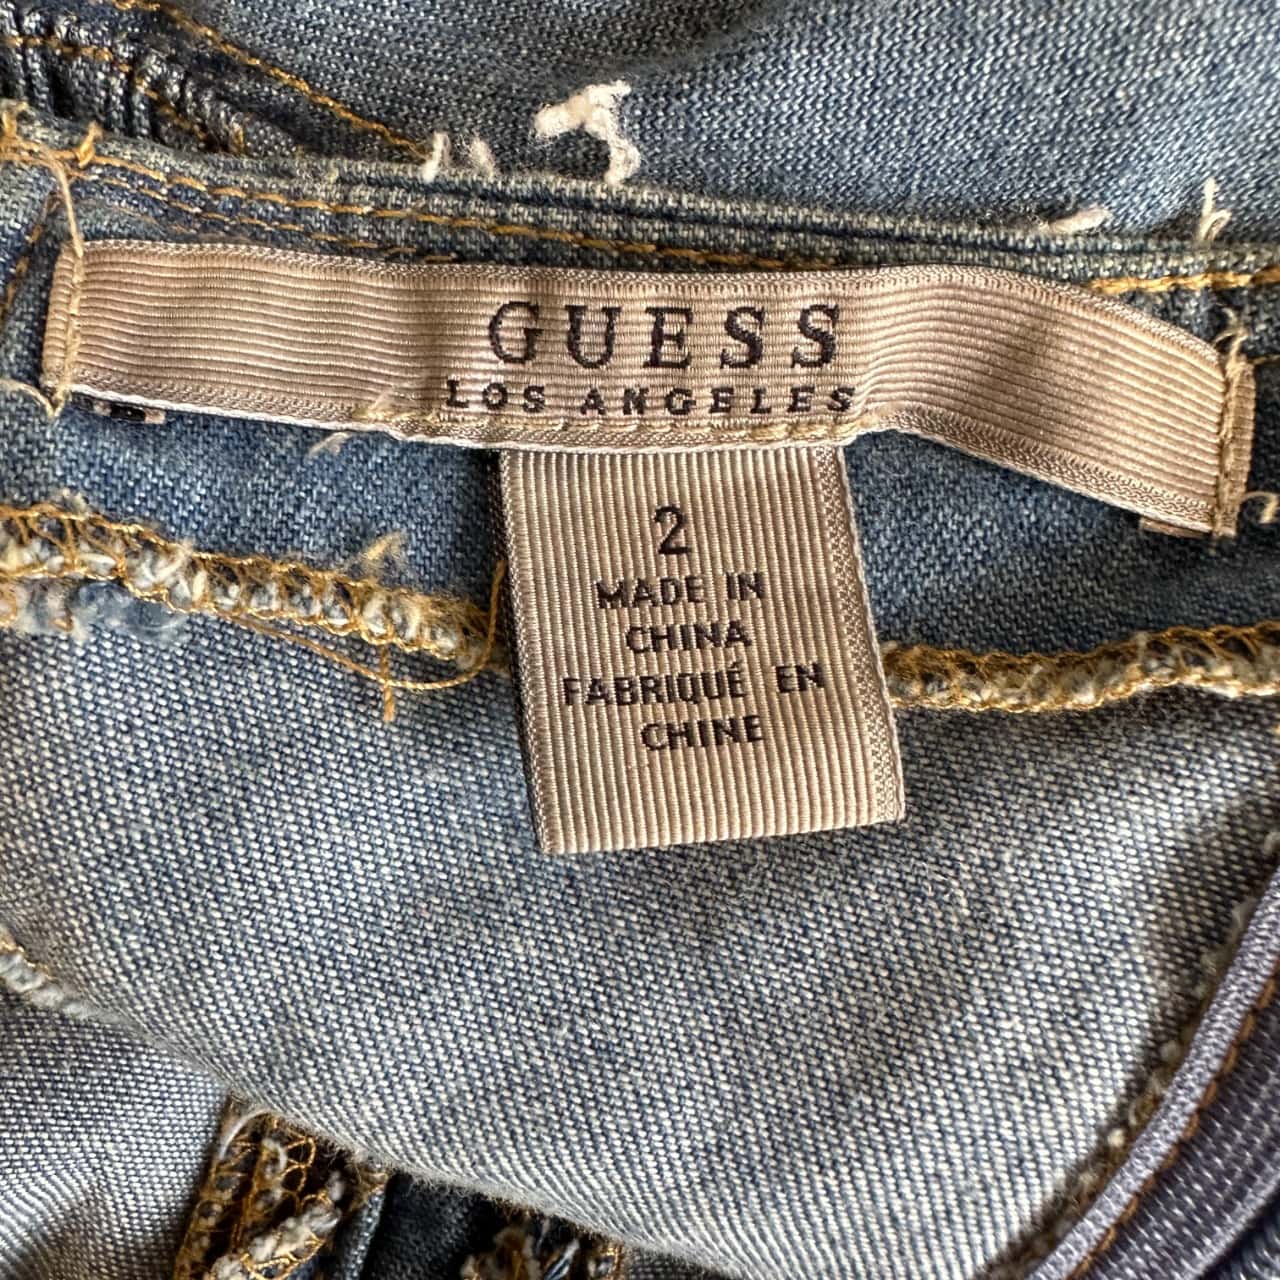 GUESS
LOS ANGELES
2
MADE IN
CHINA
FABRIQUÉ EN
CHINE